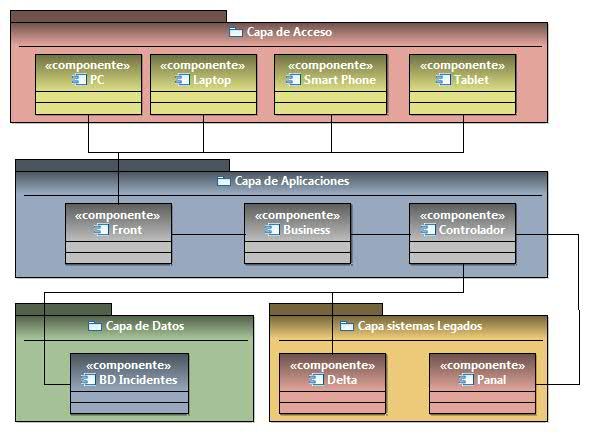 Capa de Acceso
«componente» «componente» «componente» «componente»
PC Laptop Smart Phone Tablet
Capa de Aplicaciones
«componente» «componente» «componente»
Front Business Controlador
Capa de Datos Capa sistemas Legados
«componente» «componente» «componente»
BD Incidentes Delta Panal